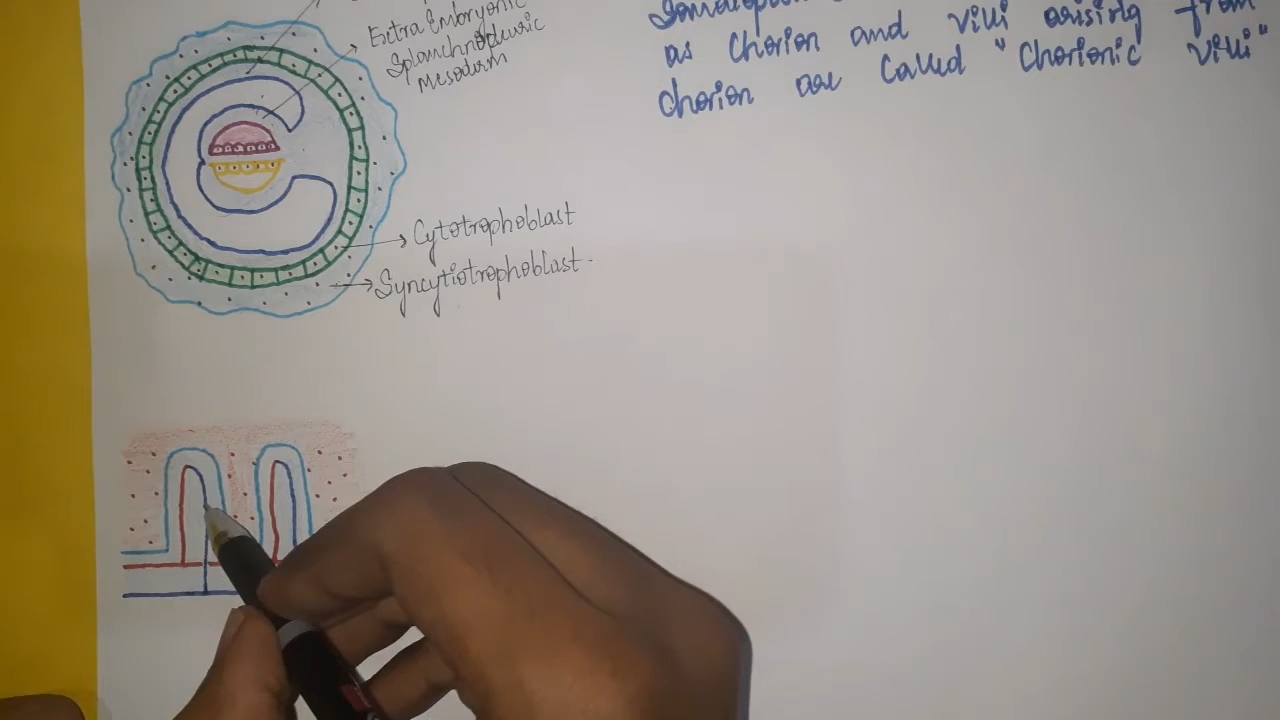 Extra Embryonic
Splanchnopleuric
Mesoderm
Cytotrophoblast
Syncytiotrophoblast.
as Chorion and Villi arising from
Chorion are called "Chorionic Villi"